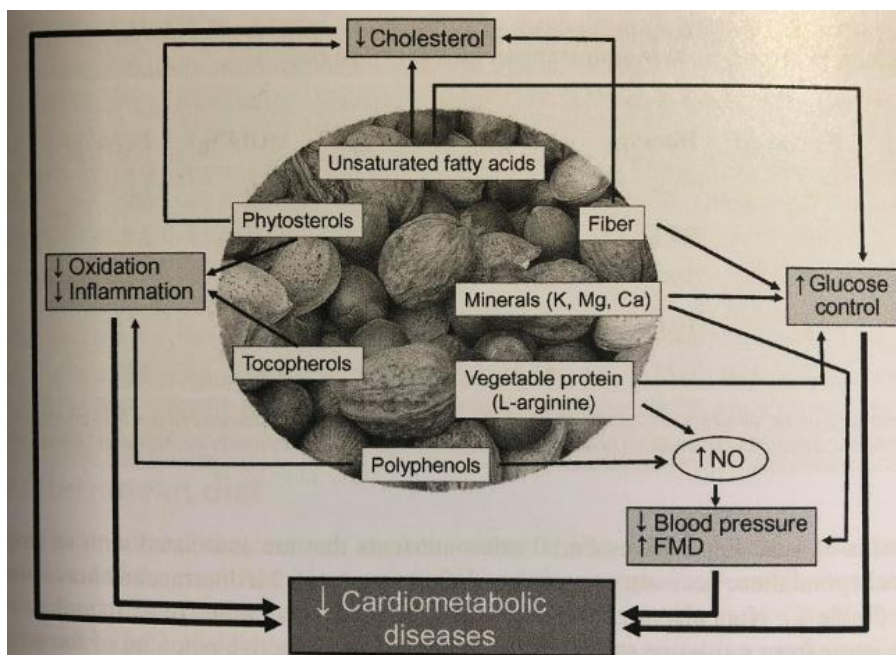 ↓ Cholesterol
Unsaturated fatty acids
Phytosterols
Fiber
↓ Oxidation
↓ Inflammation
Minerals (K, Mg, Ca)
↑ Glucose
control
Tocopherols
Vegetable protein
(L-arginine)
Polyphenols
↑ NO
↓ Blood pressure
↑ FMD
↓ Cardiometabolic
diseases